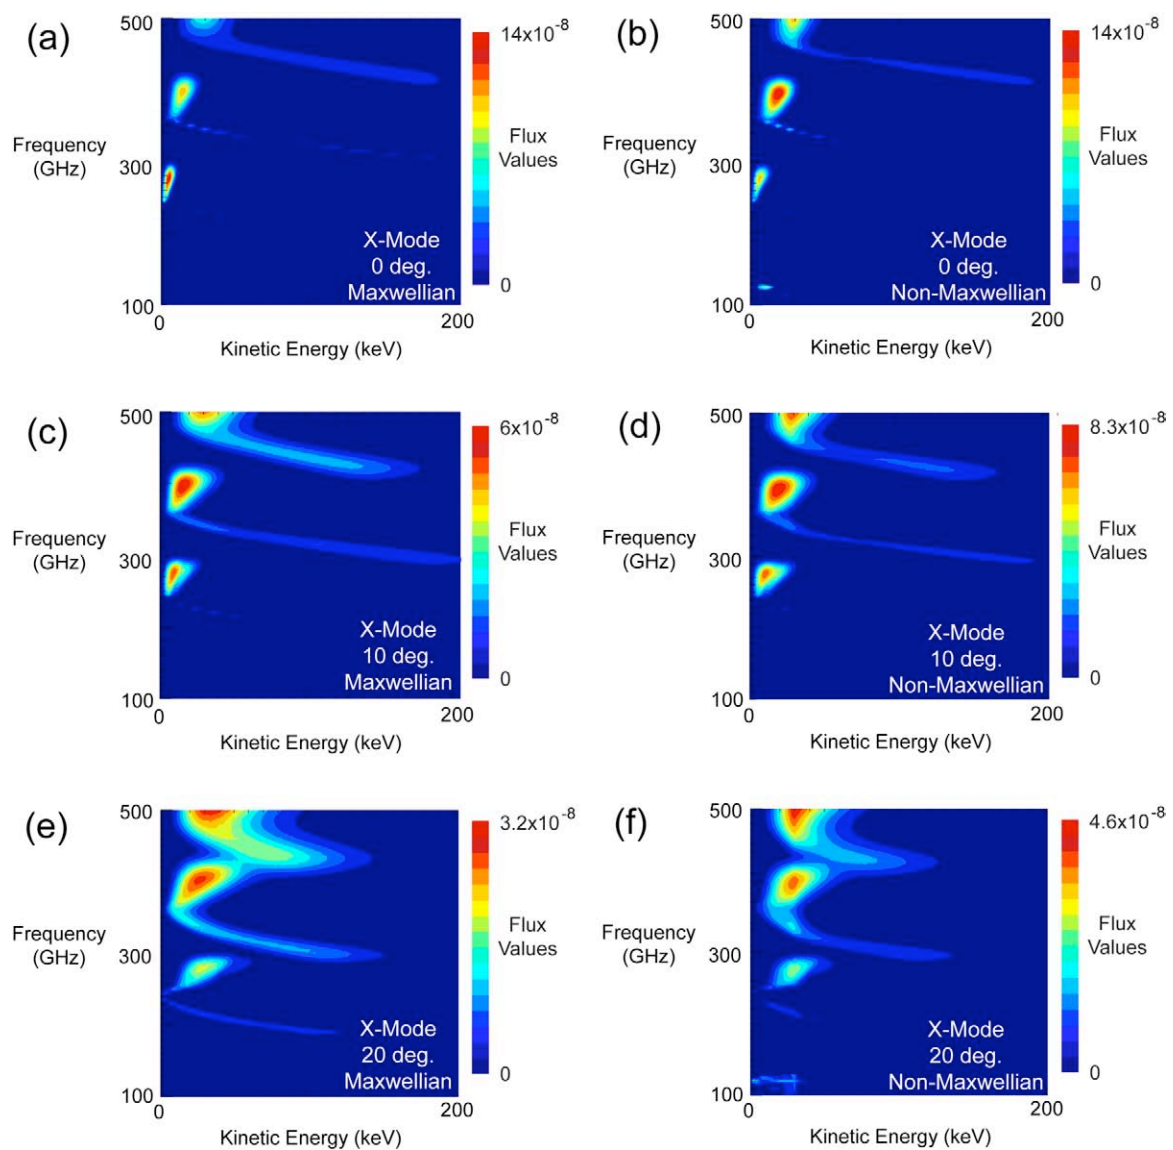 (a)
500
Frequency
(GHz)
300
100
0
200
Kinetic Energy (keV)
X-Mode
0 deg.
Maxwellian
14x10⁻⁸
Flux
Values
0
(b)
500
Frequency
(GHz)
300
100
0
200
Kinetic Energy (keV)
X-Mode
0 deg.
Non-Maxwellian
14x10⁻⁸
Flux
Values
0
(c)
500
Frequency
(GHz)
300
100
0
200
Kinetic Energy (keV)
X-Mode
10 deg.
Maxwellian
6x10⁻⁸
Flux
Values
0
(d)
500
Frequency
(GHz)
300
100
0
200
Kinetic Energy (keV)
X-Mode
10 deg.
Non-Maxwellian
8.3x10⁻⁸
Flux
Values
0
(e)
500
Frequency
(GHz)
300
100
0
200
Kinetic Energy (keV)
X-Mode
20 deg.
Maxwellian
3.2x10⁻⁸
Flux
Values
0
(f)
500
Frequency
(GHz)
300
100
0
200
Kinetic Energy (keV)
X-Mode
20 deg.
Non-Maxwellian
4.6x10⁻⁸
Flux
Values
0